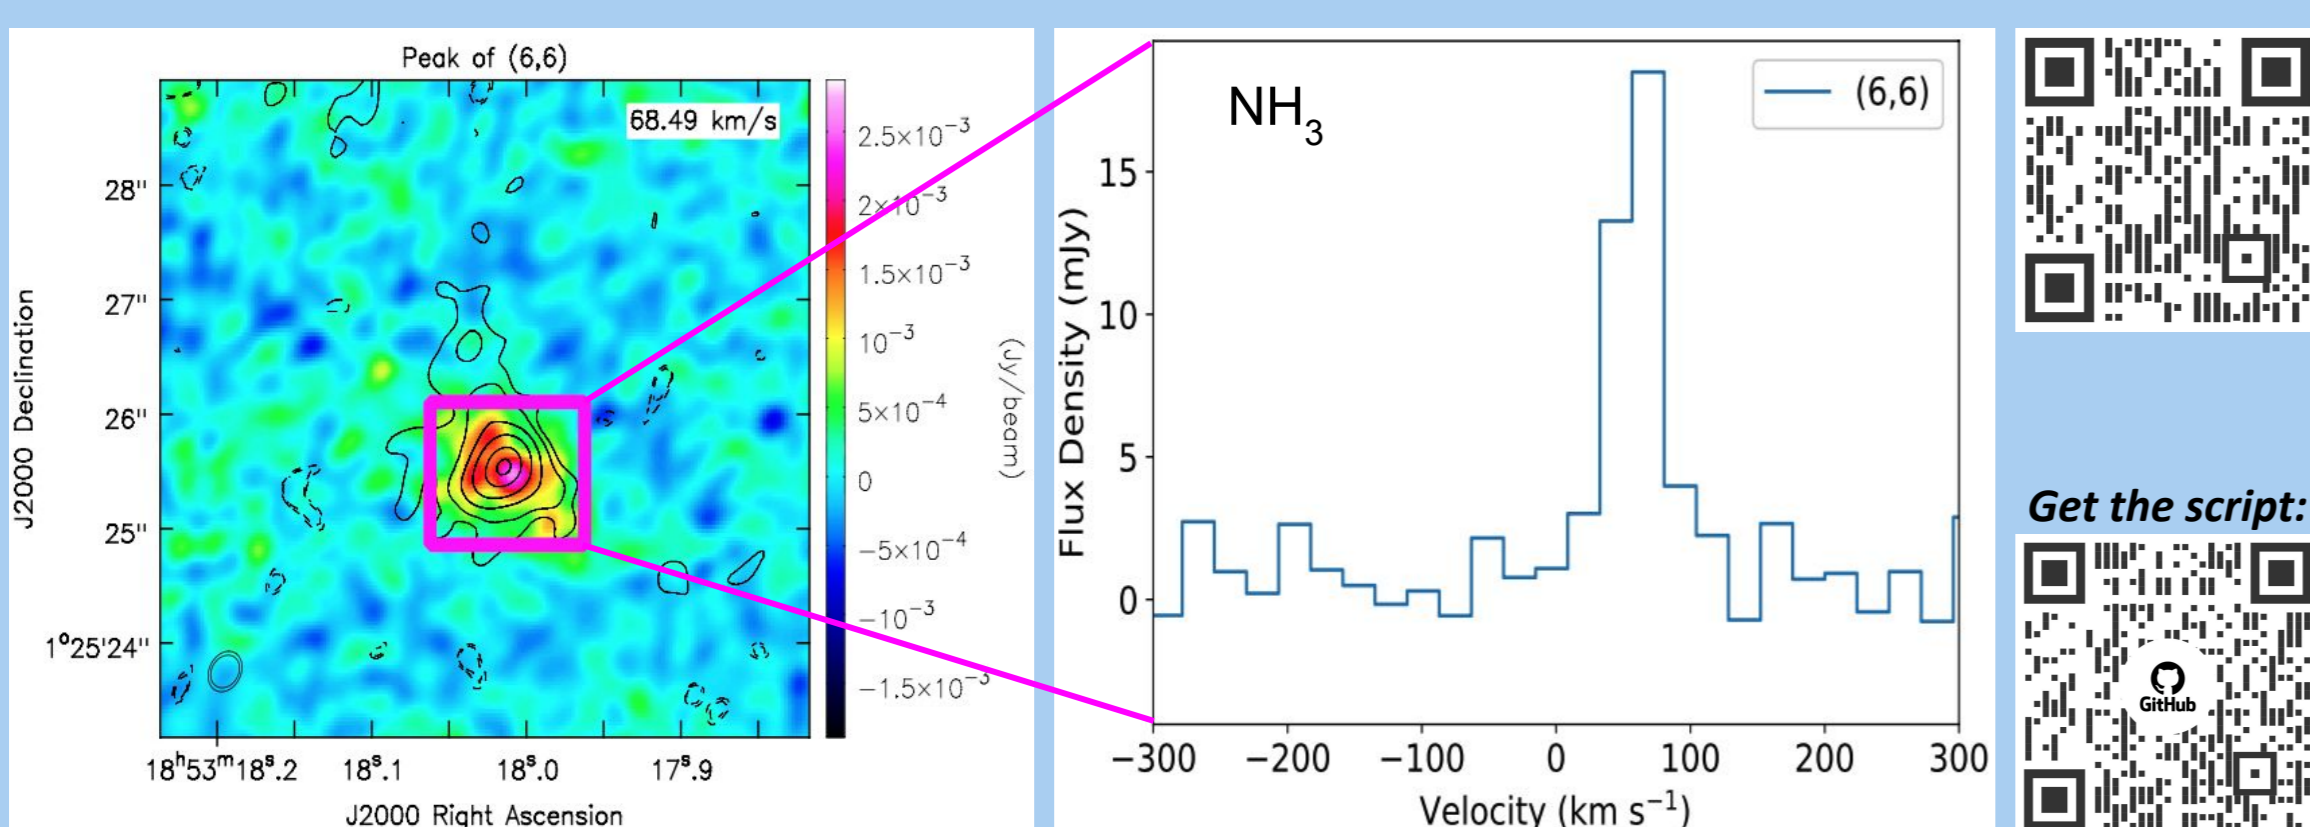 Peak of (6,6)
68.49 km/s
28"
27"
26"
25"
1°25'24"
J2000 Declination
18ʰ53ᵐ18ˢ.2
18ˢ.1
18ˢ.0
17ˢ.9
J2000 Right Ascension
2.5×10⁻³
2×10⁻³
1.5×10⁻³
10⁻³
5×10⁻⁴
0
−5×10⁻⁴
−10⁻³
−1.5×10⁻³
(Jy/beam)
NH₃
(6,6)
15
10
5
0
Flux Density (mJy)
−300
−200
−100
0
100
200
300
Velocity (km s⁻¹)
Get the script:
GitHub